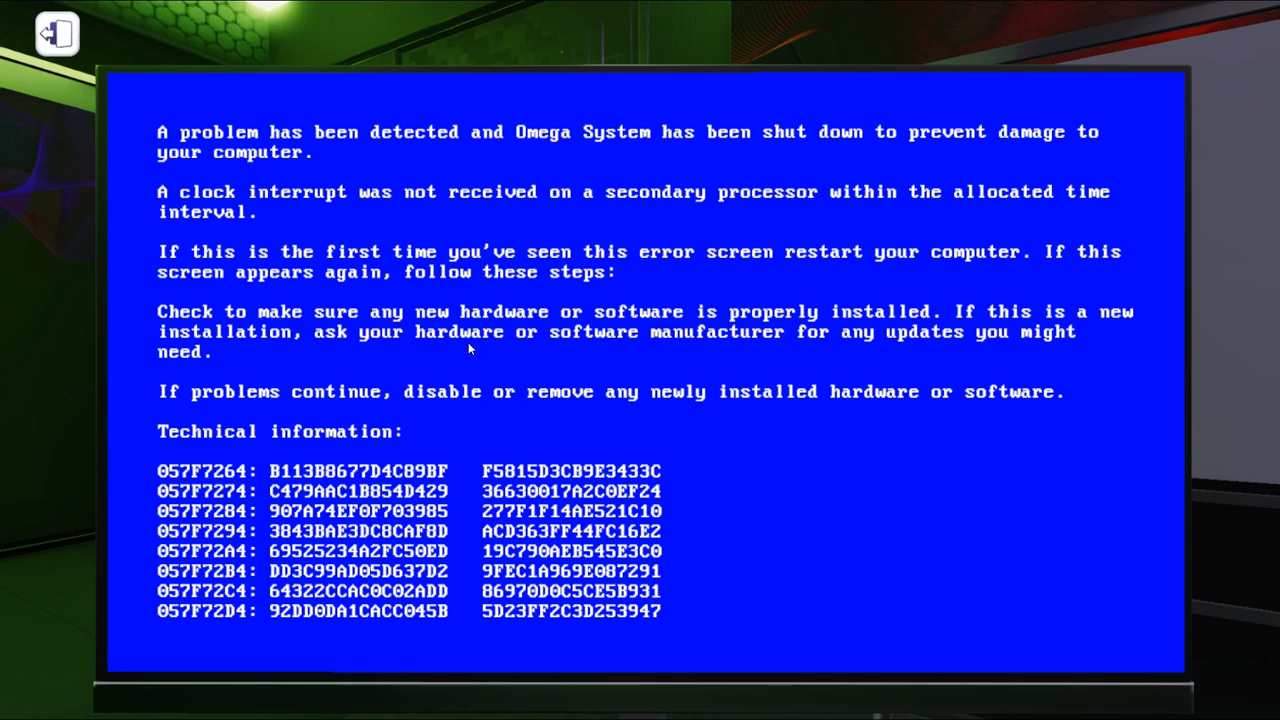 A problem has been detected and Omega System has been shut down to prevent damage to
your computer.
A clock interrupt was not received on a secondary processor within the allocated time
interval.
If this is the first time you've seen this error screen restart your computer. If this
screen appears again, follow these steps:
Check to make sure any new hardware or software is properly installed. If this is a new
installation, ask your hardware or software manufacturer for any updates you might
need.
If problems continue, disable or remove any newly installed hardware or software.
Technical information:
057F7264: B113B8677D4C89BF F5815D3CB9E3433C
057F7274: C479AAC1B854D429 36630017A2C0EF24
057F7284: 907A74EF0F703985 277F1F14AE521C10
057F7294: 3843BAE3DC8CAF8D ACD363FF44FC16E2
057F72A4: 69525234A2FC50ED 19C790AEB545E3C0
057F72B4: DD3C99AD05D637D2 9FEC1A969E087291
057F72C4: 64322CCAC0C02ADD 86970D0C5CE5B931
057F72D4: 92DD0DA1CACC045B 5D23FF2C3D253947